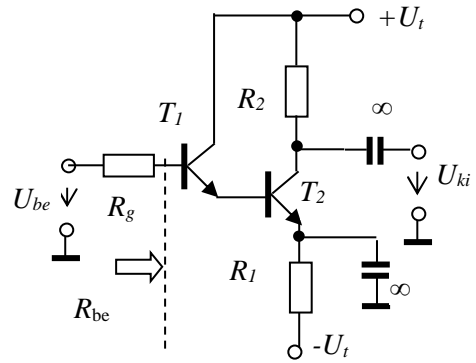 +U_t
T_1
R_2
∞
U_be
R_g
T_2
U_ki
R_be
R_1
∞
-U_t